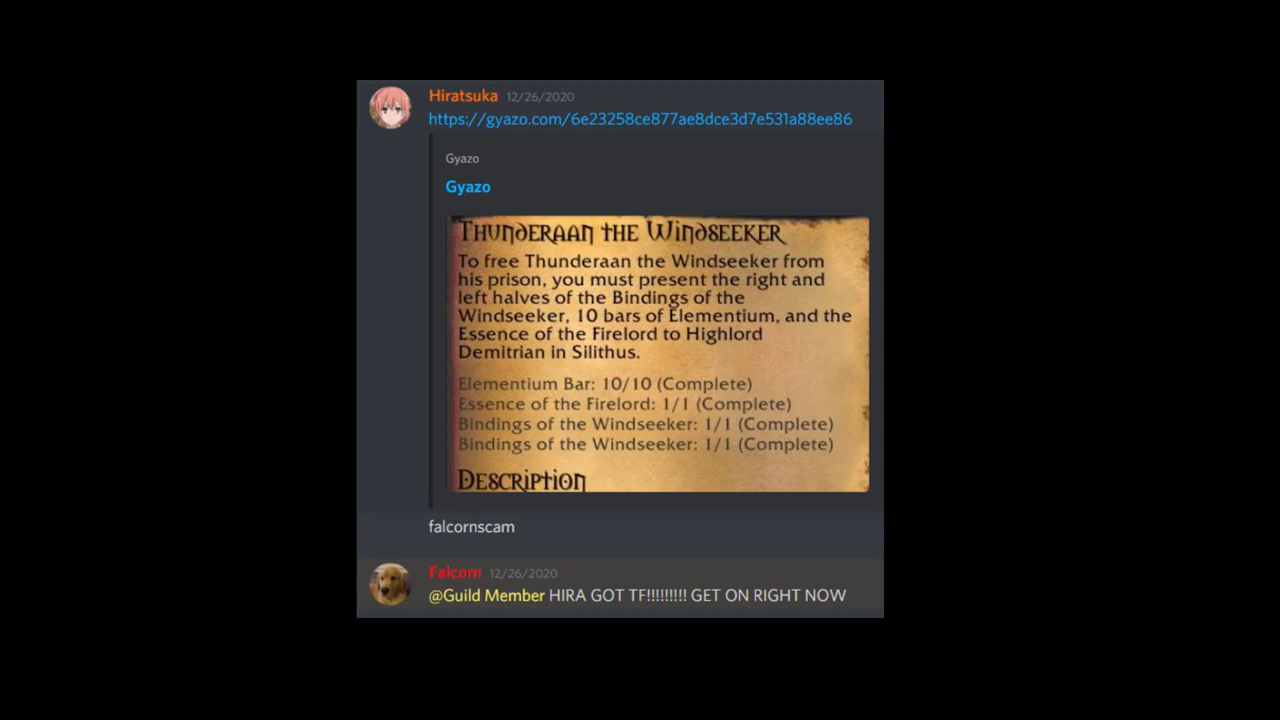 Hiratsuka 12/26/2020
https://gyazo.com/6e23258ce877ae8dce3d7e531a88ee86
Gyazo
Gyazo
Thunderaan the Windseeker
To free Thunderaan the Windseeker from
his prison, you must present the right and
left halves of the Bindings of the
Windseeker, 10 bars of Elementium, and the
Essence of the Firelord to Highlord
Demitrian in Silithus.
Elementium Bar: 10/10 (Complete)
Essence of the Firelord: 1/1 (Complete)
Bindings of the Windseeker: 1/1 (Complete)
Bindings of the Windseeker: 1/1 (Complete)
Description
falcornscam
Falcorn 12/26/2020
@Guild Member HIRA GOT TF!!!!!!!!! GET ON RIGHT NOW